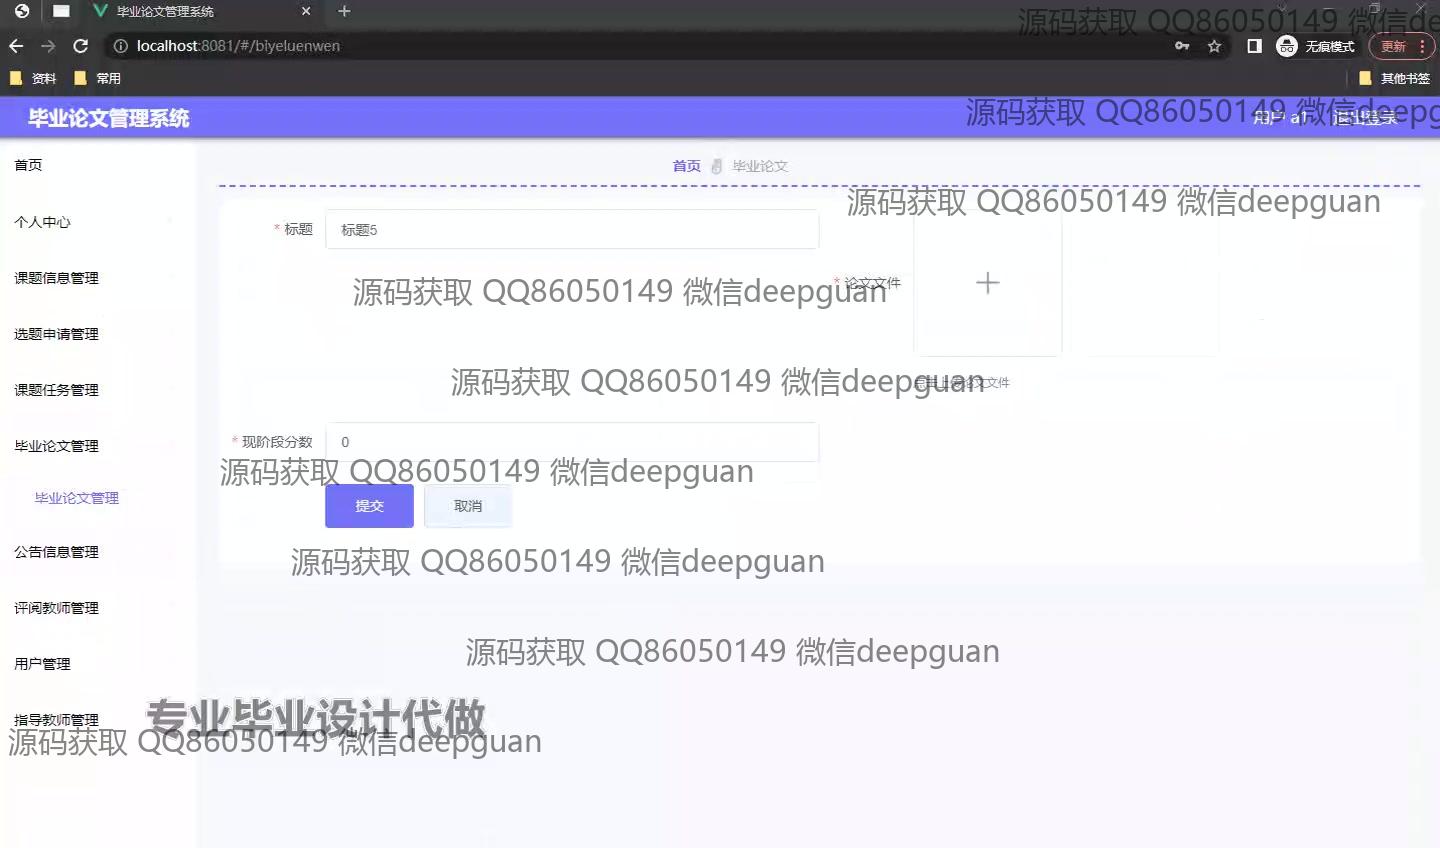 毕业论文管理系统
源码获取 QQ86050149 微信de
localhost:8081/#/biyeluenwen
无痕模式
更新
资料
常用
其他书签
毕业论文管理系统
源码获取 QQ86050149 微信deepg
用户 a1
退出登录
首页
首页
毕业论文
源码获取 QQ86050149 微信deepguan
个人中心
* 标题
标题5
课题信息管理
源码获取 QQ86050149 微信deepguan
* 论文文件
选题申请管理
课题任务管理
源码获取 QQ86050149 微信deepguan
点击上传论文文件
毕业论文管理
* 现阶段分数
0
源码获取 QQ86050149 微信deepguan
毕业论文管理
提交
取消
公告信息管理
源码获取 QQ86050149 微信deepguan
评阅教师管理
用户管理
源码获取 QQ86050149 微信deepguan
指导教师管理
专业毕业设计代做
源码获取 QQ86050149 微信deepguan